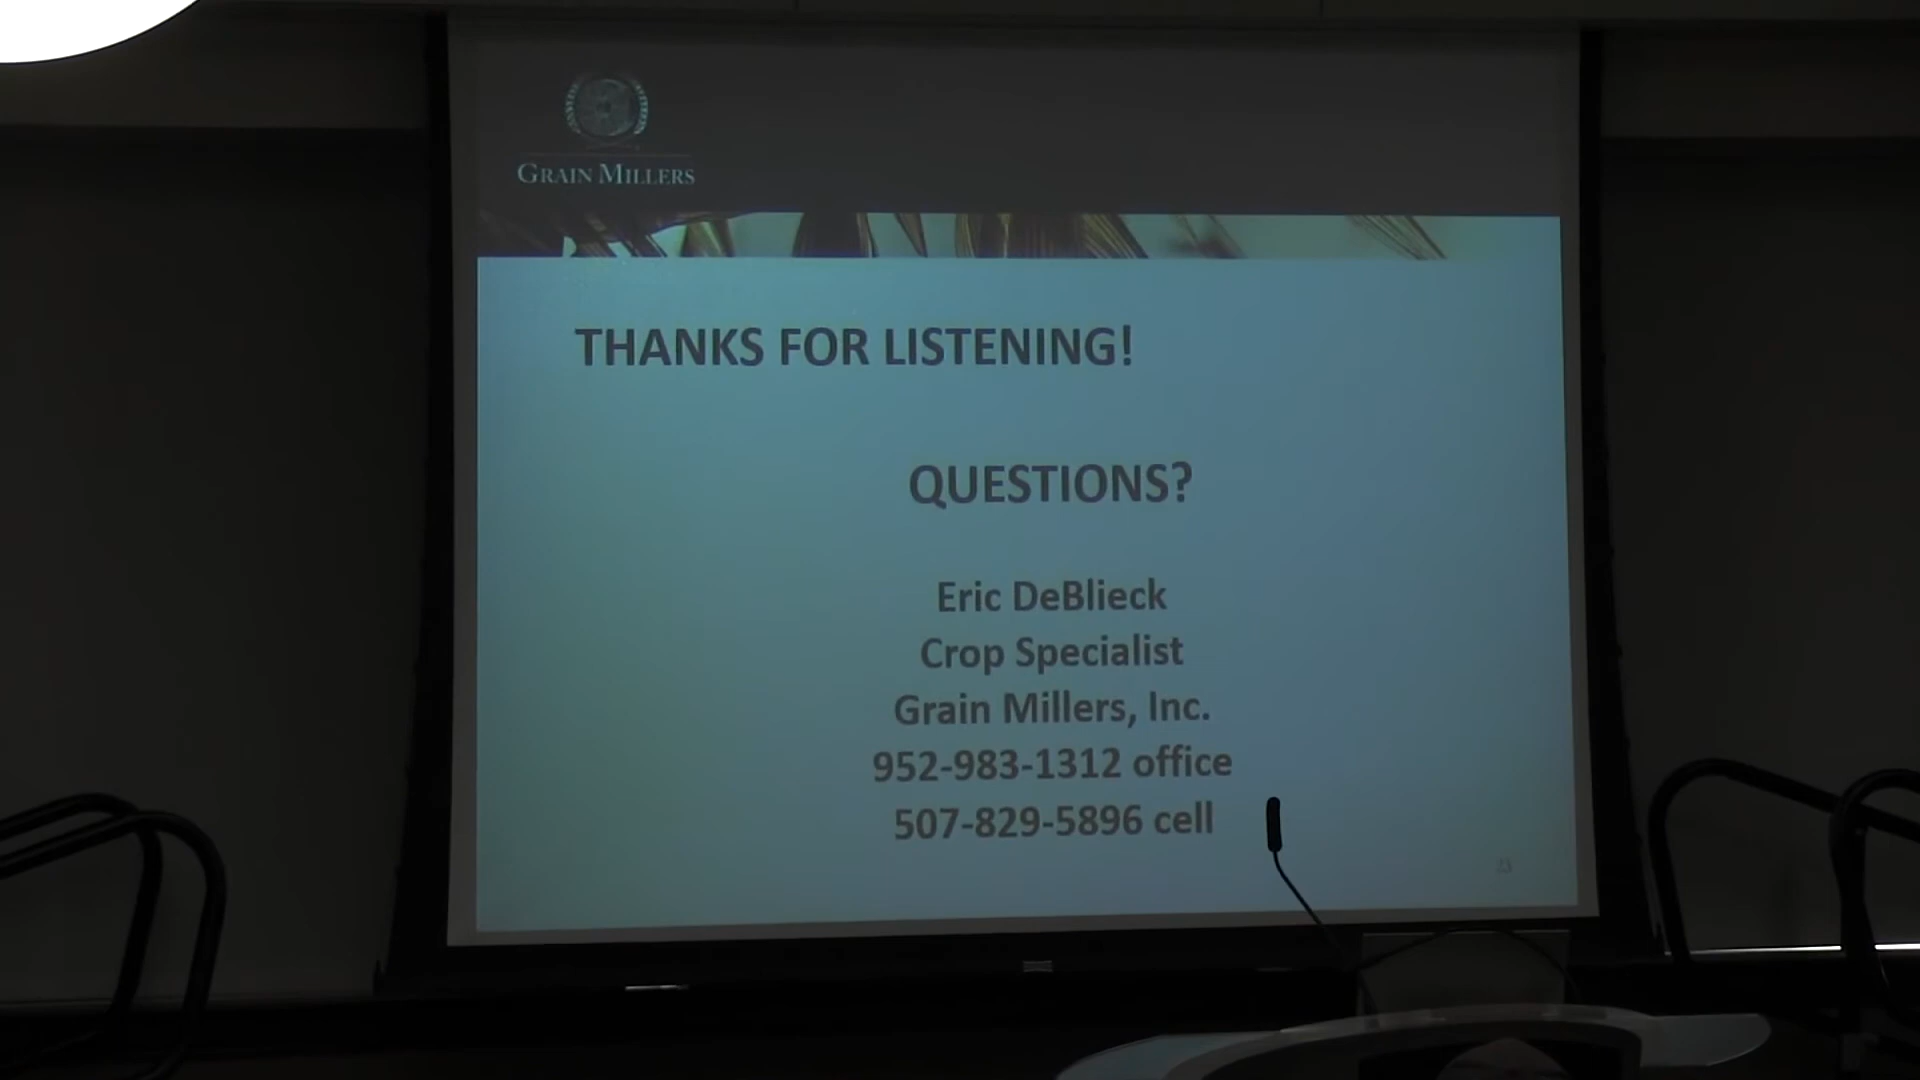 GRAIN MILLERS
THANKS FOR LISTENING!
QUESTIONS?
Eric DeBlieck
Crop Specialist
Grain Millers, Inc.
952-983-1312 office
507-829-5896 cell
23